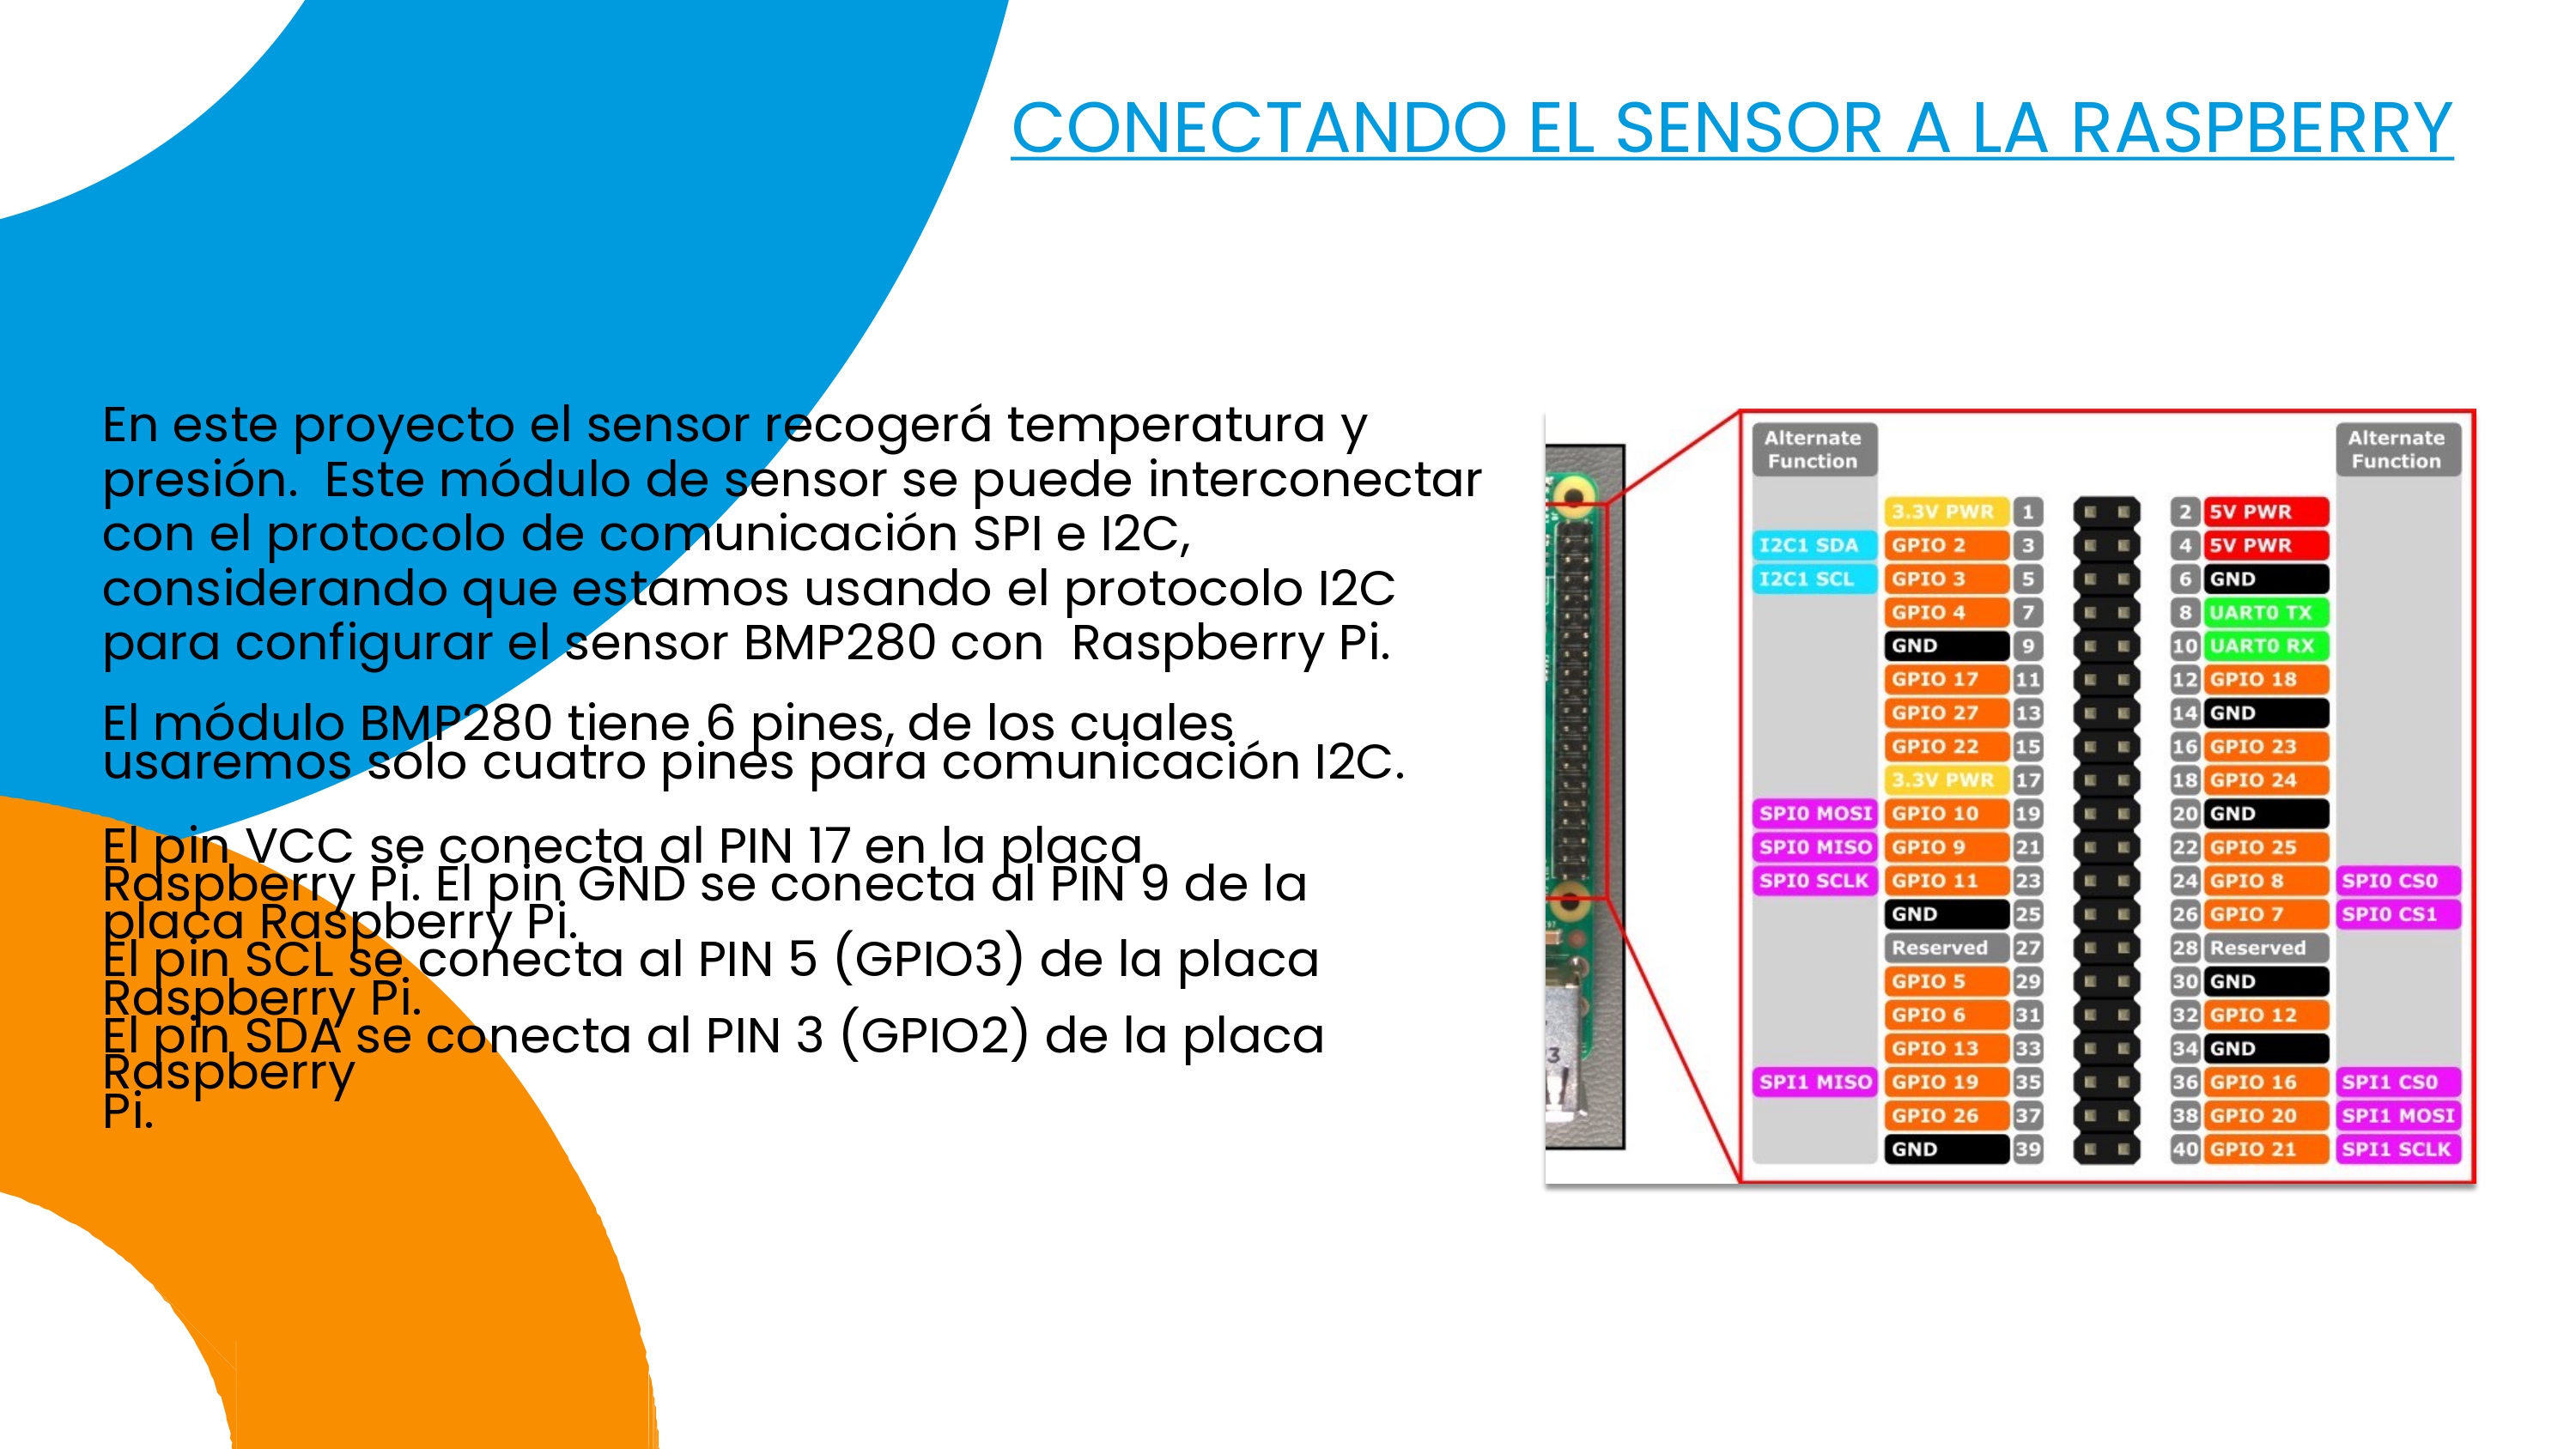 CONECTANDO EL SENSOR A LA RASPBERRY
En este proyecto el sensor recogerá temperatura y
presión.  Este módulo de sensor se puede interconectar
con el protocolo de comunicación SPI e I2C,
considerando que estamos usando el protocolo I2C
para configurar el sensor BMP280 con  Raspberry Pi.
El módulo BMP280 tiene 6 pines, de los cuales
usaremos solo cuatro pines para comunicación I2C.
El pin VCC se conecta al PIN 17 en la placa
Raspberry Pi. El pin GND se conecta al PIN 9 de la
placa Raspberry Pi.
El pin SCL se conecta al PIN 5 (GPIO3) de la placa
Raspberry Pi.
El pin SDA se conecta al PIN 3 (GPIO2) de la placa
Raspberry
Pi.
Alternate Function Alternate Function
3.3V PWR 1 2 5V PWR
I2C1 SDA GPIO 2 3 4 5V PWR
I2C1 SCL GPIO 3 5 6 GND
GPIO 4 7 8 UART0 TX
GND 9 10 UART0 RX
GPIO 17 11 12 GPIO 18
GPIO 27 13 14 GND
GPIO 22 15 16 GPIO 23
3.3V PWR 17 18 GPIO 24
SPI0 MOSI GPIO 10 19 20 GND
SPI0 MISO GPIO 9 21 22 GPIO 25
SPI0 SCLK GPIO 11 23 24 GPIO 8 SPI0 CS0
GND 25 26 GPIO 7 SPI0 CS1
Reserved 27 28 Reserved
GPIO 5 29 30 GND
GPIO 6 31 32 GPIO 12
GPIO 13 33 34 GND
SPI1 MISO GPIO 19 35 36 GPIO 16 SPI1 CS0
GPIO 26 37 38 GPIO 20 SPI1 MOSI
GND 39 40 GPIO 21 SPI1 SCLK